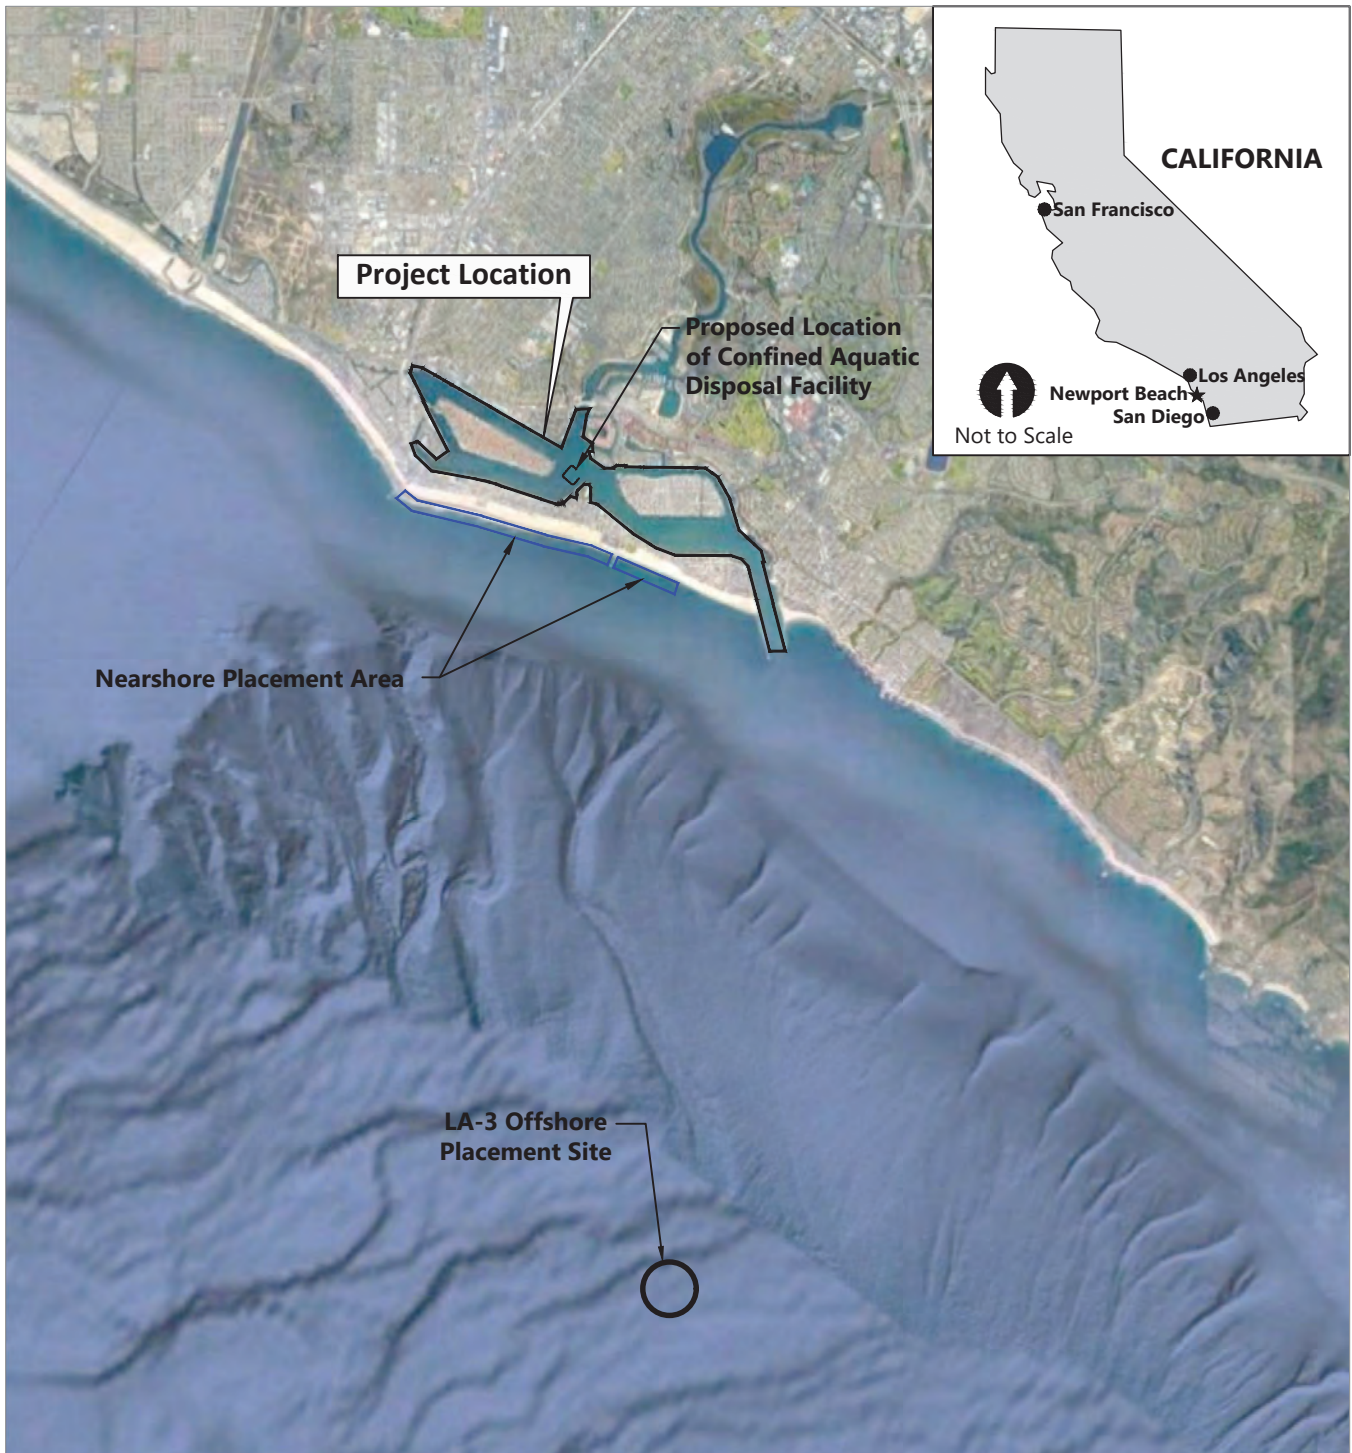 CALIFORNIA
San Francisco
Los Angeles
Newport Beach
San Diego
Not to Scale
Project Location
Proposed Location
of Confined Aquatic
Disposal Facility
Nearshore Placement Area
LA-3 Offshore
Placement Site